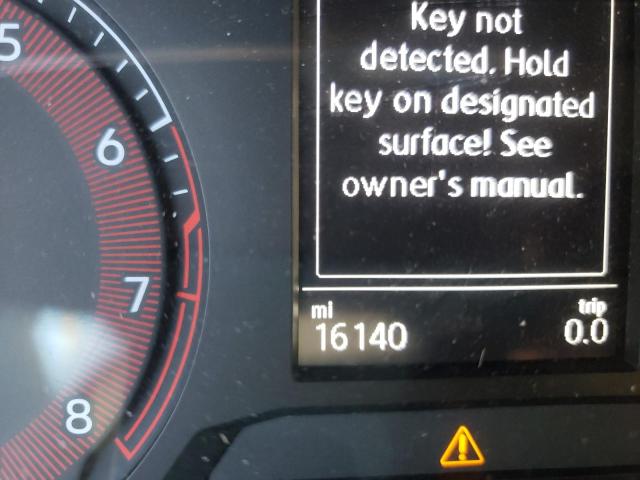 Key not
detected. Hold
key on designated
surface! See
owner's manual.
mi
trip
16140
0.0
5
6
7
8